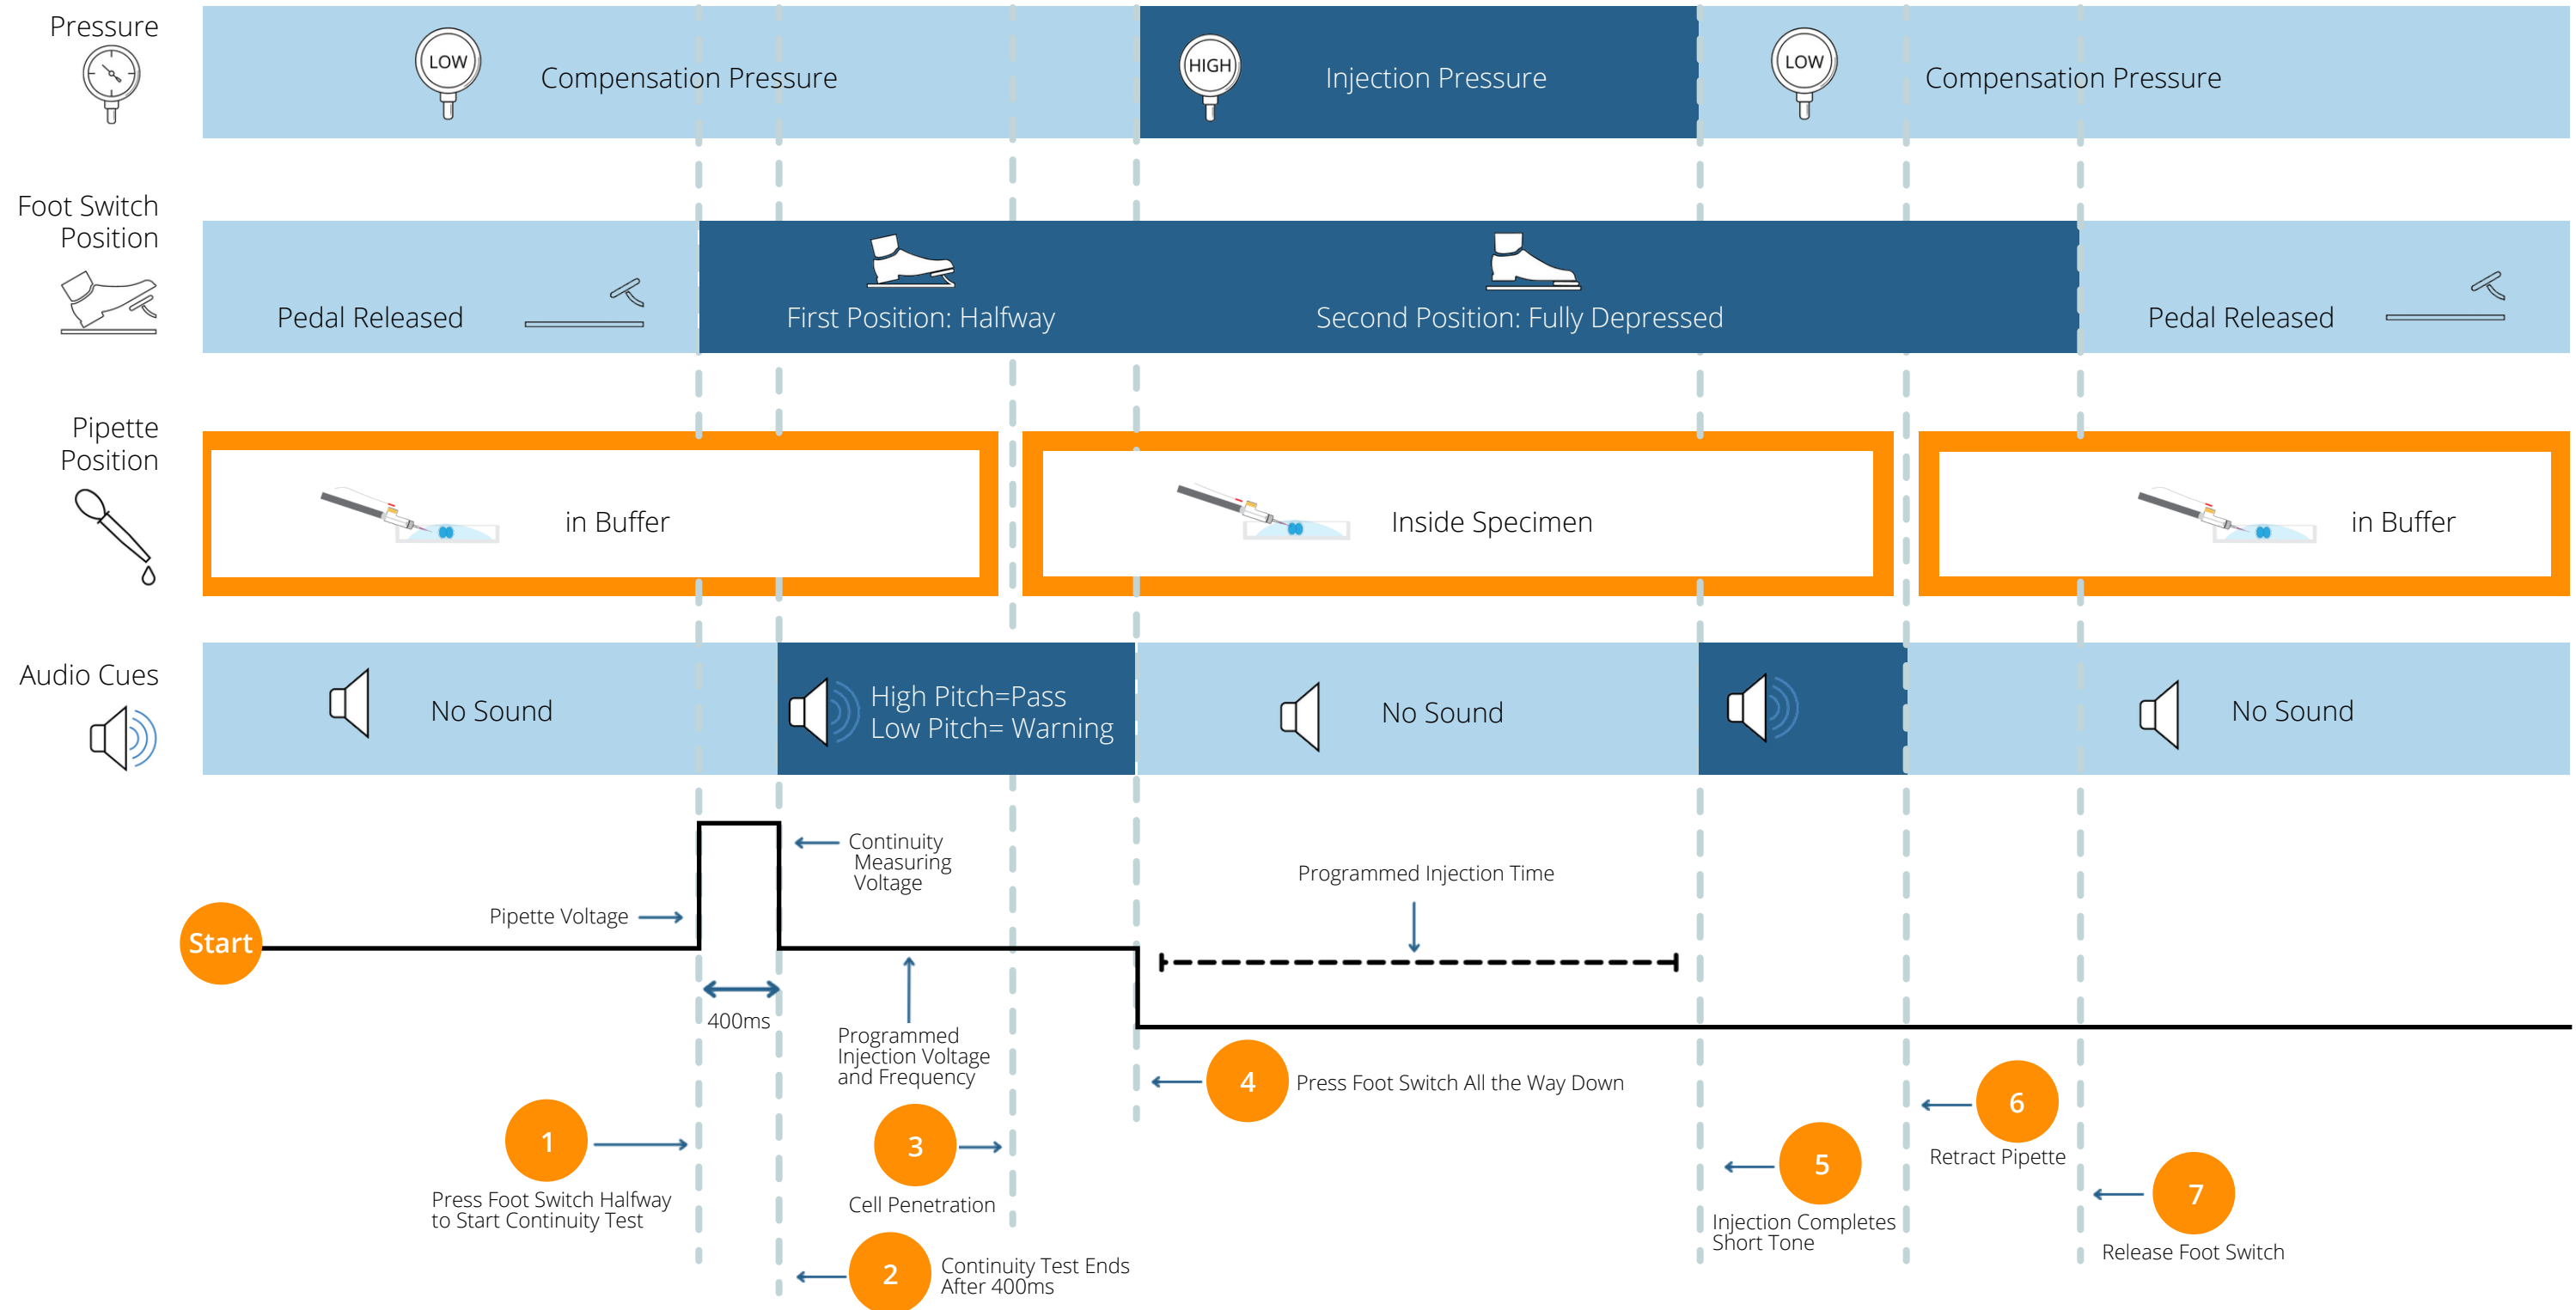 Pressure
LOW
Compensation Pressure
HIGH
Injection Pressure
LOW
Compensation Pressure
Foot Switch
Position
Pedal Released
First Position: Halfway
Second Position: Fully Depressed
Pedal Released
Pipette
Position
in Buffer
Inside Specimen
in Buffer
Audio Cues
No Sound
High Pitch=Pass
Low Pitch= Warning
No Sound
No Sound
Start
Pipette Voltage
Continuity
Measuring
Voltage
Programmed Injection Time
400ms
Programmed
Injection Voltage
and Frequency
1
Press Foot Switch Halfway
to Start Continuity Test
2
Continuity Test Ends
After 400ms
3
Cell Penetration
4
Press Foot Switch All the Way Down
5
Injection Completes
Short Tone
6
Retract Pipette
7
Release Foot Switch